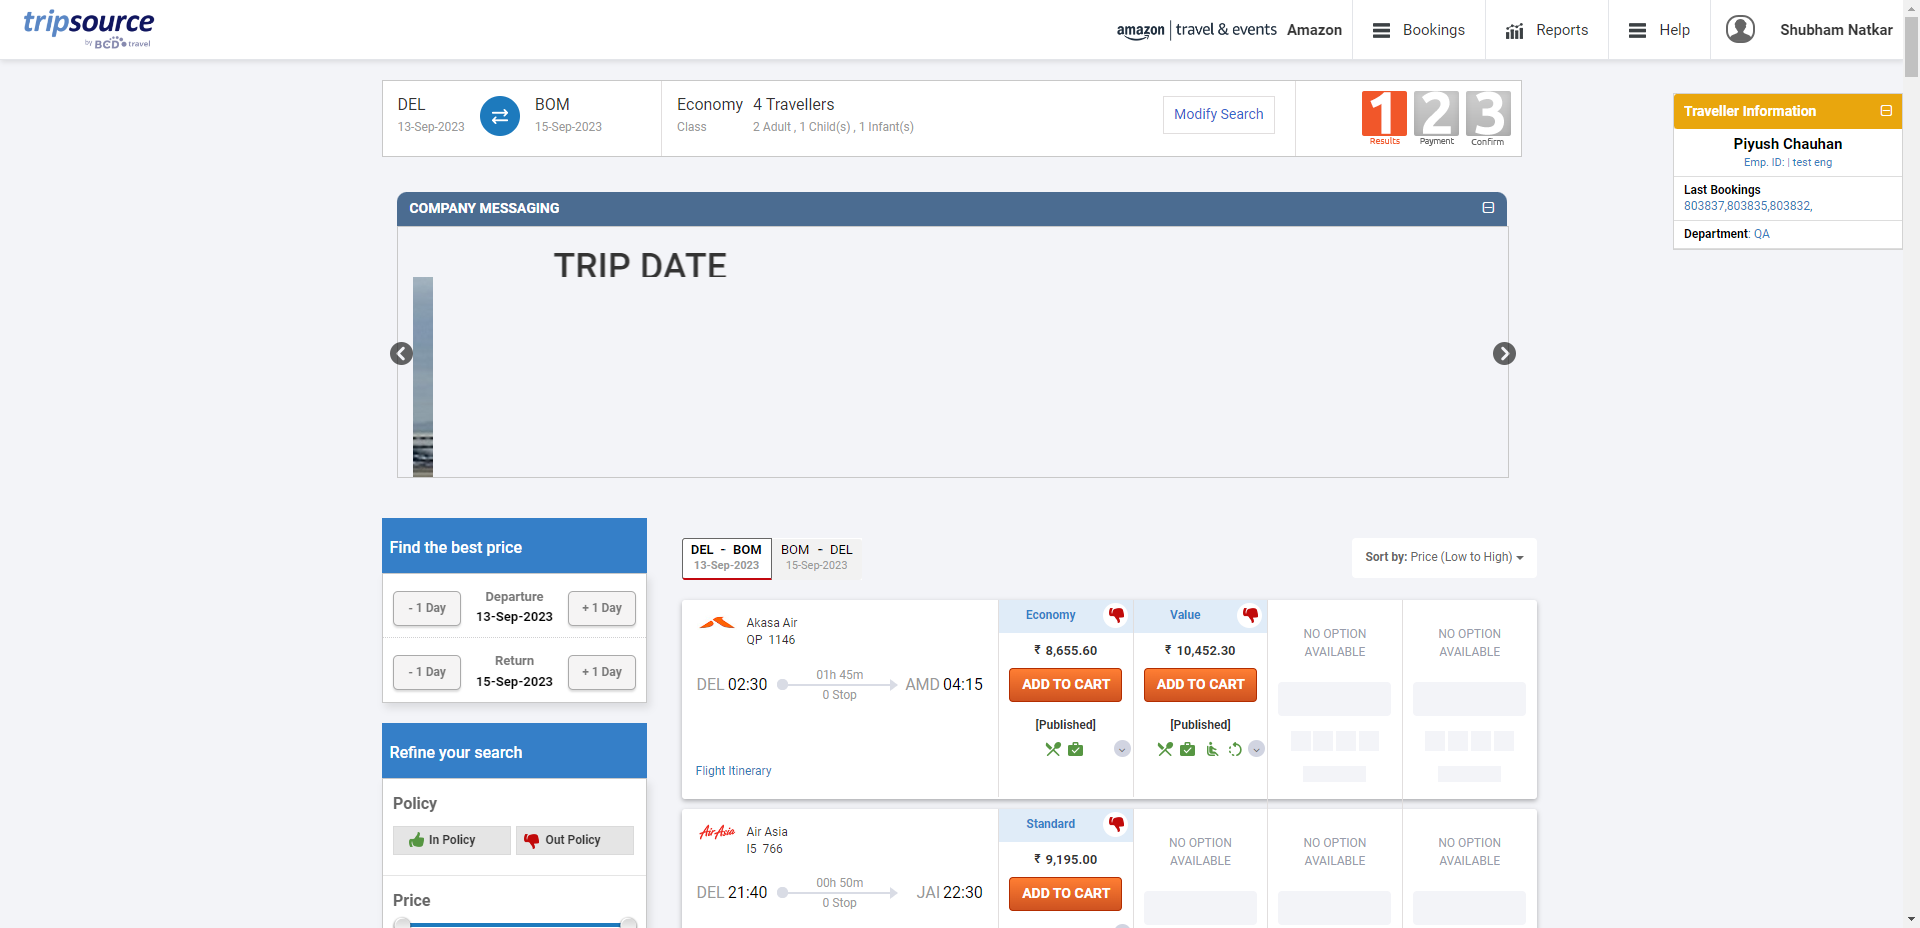 tripsource
by BCD travel
amazon travel & events Amazon
Bookings
Reports
Help
Shubham Natkar
DEL
13-Sep-2023
BOM
15-Sep-2023
Economy 4 Travellers
Class 2 Adult , 1 Child(s) , 1 Infant(s)
Modify Search
1 2 3
Results Payment Confirm
Traveller Information
Piyush Chauhan
Emp. ID: | test eng
Last Bookings
803837,803835,803832,
Department: QA
COMPANY MESSAGING
TRIP DATE
Find the best price
- 1 Day
Departure
13-Sep-2023
+ 1 Day
- 1 Day
Return
15-Sep-2023
+ 1 Day
Refine your search
Policy
In Policy
Out Policy
Price
DEL - BOM
13-Sep-2023
BOM - DEL
15-Sep-2023
Sort by: Price (Low to High)
Akasa Air
QP 1146
DEL 02:30
01h 45m
0 Stop
AMD 04:15
Flight Itinerary
Economy
₹ 8,655.60
ADD TO CART
[Published]
Value
₹ 10,452.30
ADD TO CART
[Published]
NO OPTION
AVAILABLE
NO OPTION
AVAILABLE
AirAsia
Air Asia
I5 766
DEL 21:40
00h 50m
0 Stop
JAI 22:30
Standard
₹ 9,195.00
ADD TO CART
NO OPTION
AVAILABLE
NO OPTION
AVAILABLE
NO OPTION
AVAILABLE